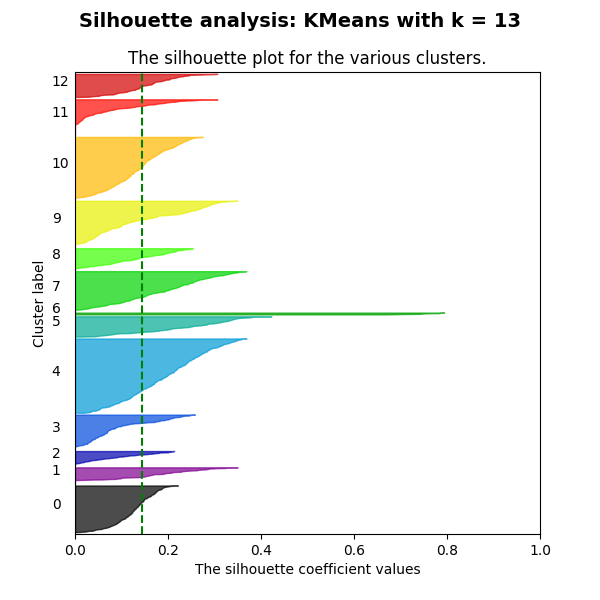 Silhouette analysis: KMeans with k = 13
The silhouette plot for the various clusters.
12
11
10
9
8
7
6
5
4
3
2
1
0
Cluster label
0.0 0.2 0.4 0.6 0.8 1.0
The silhouette coefficient values